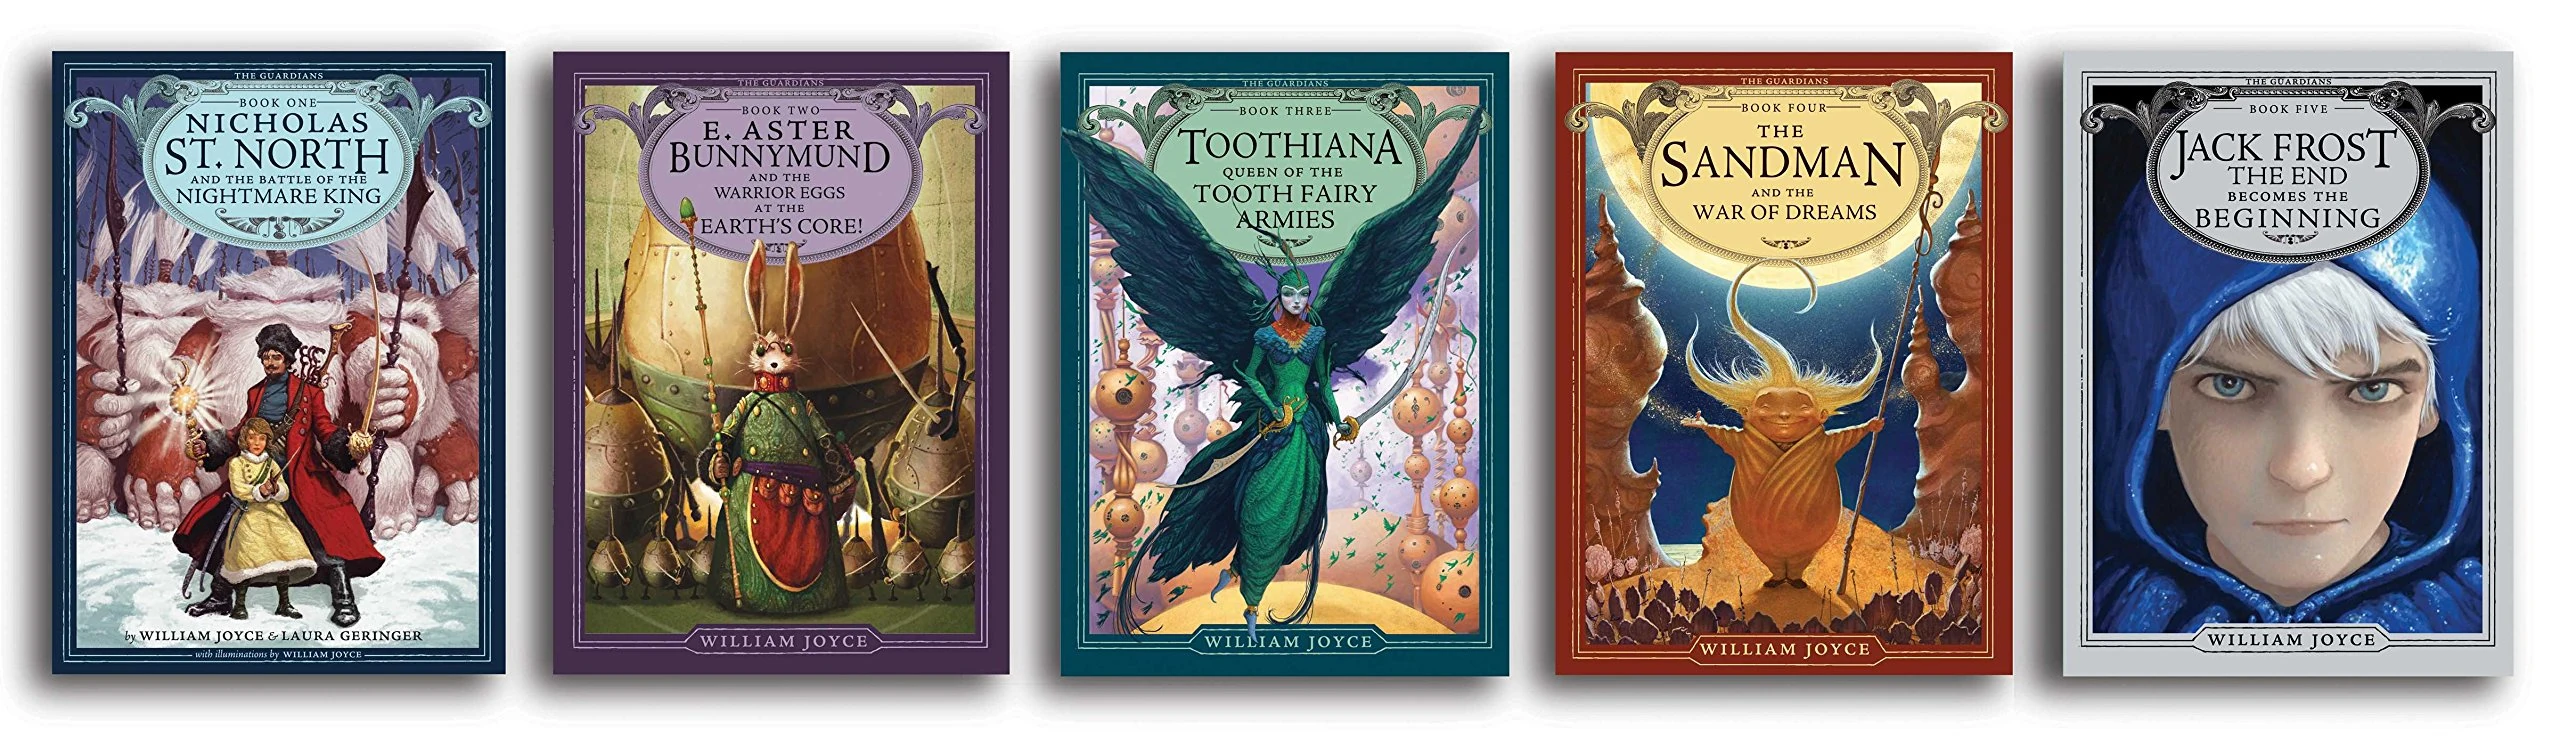 THE GUARDIANS
BOOK ONE
NICHOLAS
ST. NORTH
AND THE BATTLE OF THE
NIGHTMARE KING
by WILLIAM JOYCE & LAURA GERINGER
with illuminations by WILLIAM JOYCE
THE GUARDIANS
BOOK TWO
E. ASTER
BUNNYMUND
AND THE
WARRIOR EGGS
AT THE
EARTH'S CORE!
WILLIAM JOYCE
THE GUARDIANS
BOOK THREE
TOOTHIANA
QUEEN OF THE
TOOTH FAIRY
ARMIES
WILLIAM JOYCE
THE GUARDIANS
BOOK FOUR
THE
SANDMAN
AND THE
WAR OF DREAMS
WILLIAM JOYCE
THE GUARDIANS
BOOK FIVE
JACK FROST
THE END
BECOMES THE
BEGINNING
WILLIAM JOYCE